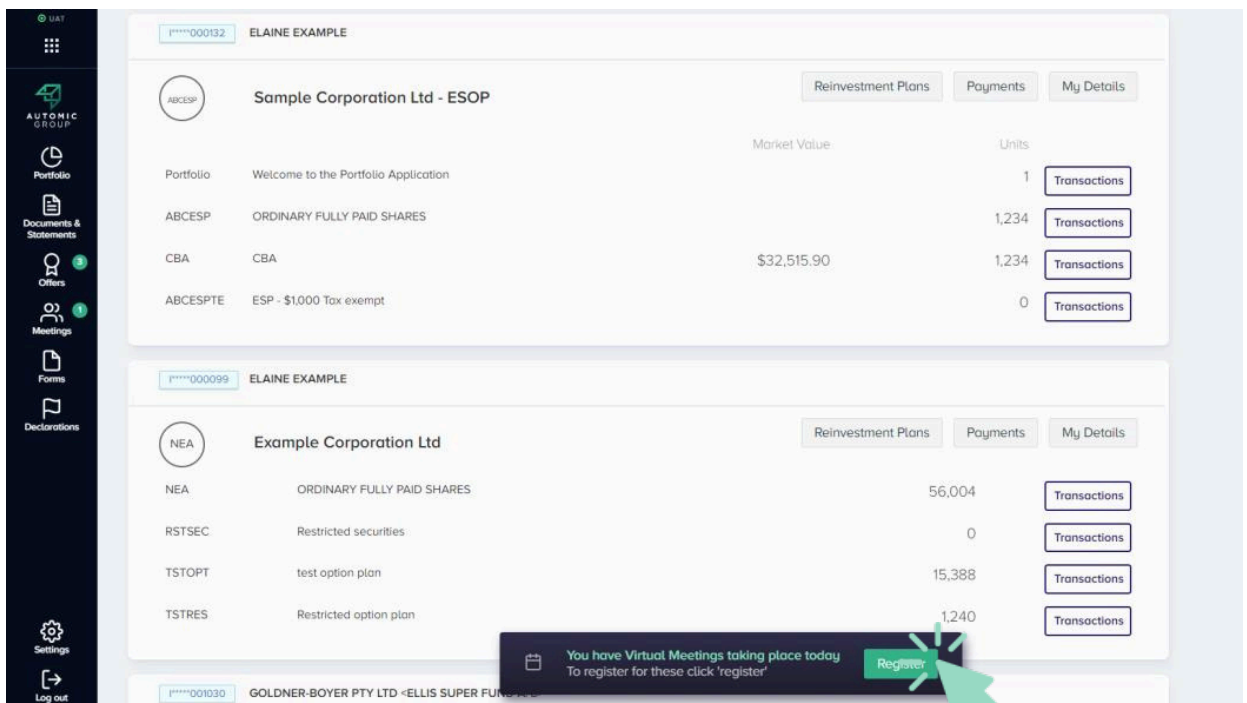 UAT
AUTOMIC
GROUP
Portfolio
Documents &
Statements
Offers
3
Meetings
1
Forms
Declarations
Settings
Log out
I*****000132 ELAINE EXAMPLE
ABCESP Sample Corporation Ltd - ESOP Reinvestment Plans Payments My Details
Market Value Units
Portfolio Welcome to the Portfolio Application 1 Transactions
ABCESP ORDINARY FULLY PAID SHARES 1,234 Transactions
CBA CBA $32,515.90 1,234 Transactions
ABCESPTE ESP - $1,000 Tax exempt 0 Transactions
I*****000099 ELAINE EXAMPLE
NEA Example Corporation Ltd Reinvestment Plans Payments My Details
NEA ORDINARY FULLY PAID SHARES 56,004 Transactions
RSTSEC Restricted securities 0 Transactions
TSTOPT test option plan 15,388 Transactions
TSTRES Restricted option plan 1,240 Transactions
You have Virtual Meetings taking place today
To register for these click 'register'
Register
I*****001030 GOLDNER-BOYER PTY LTD <ELLIS SUPER